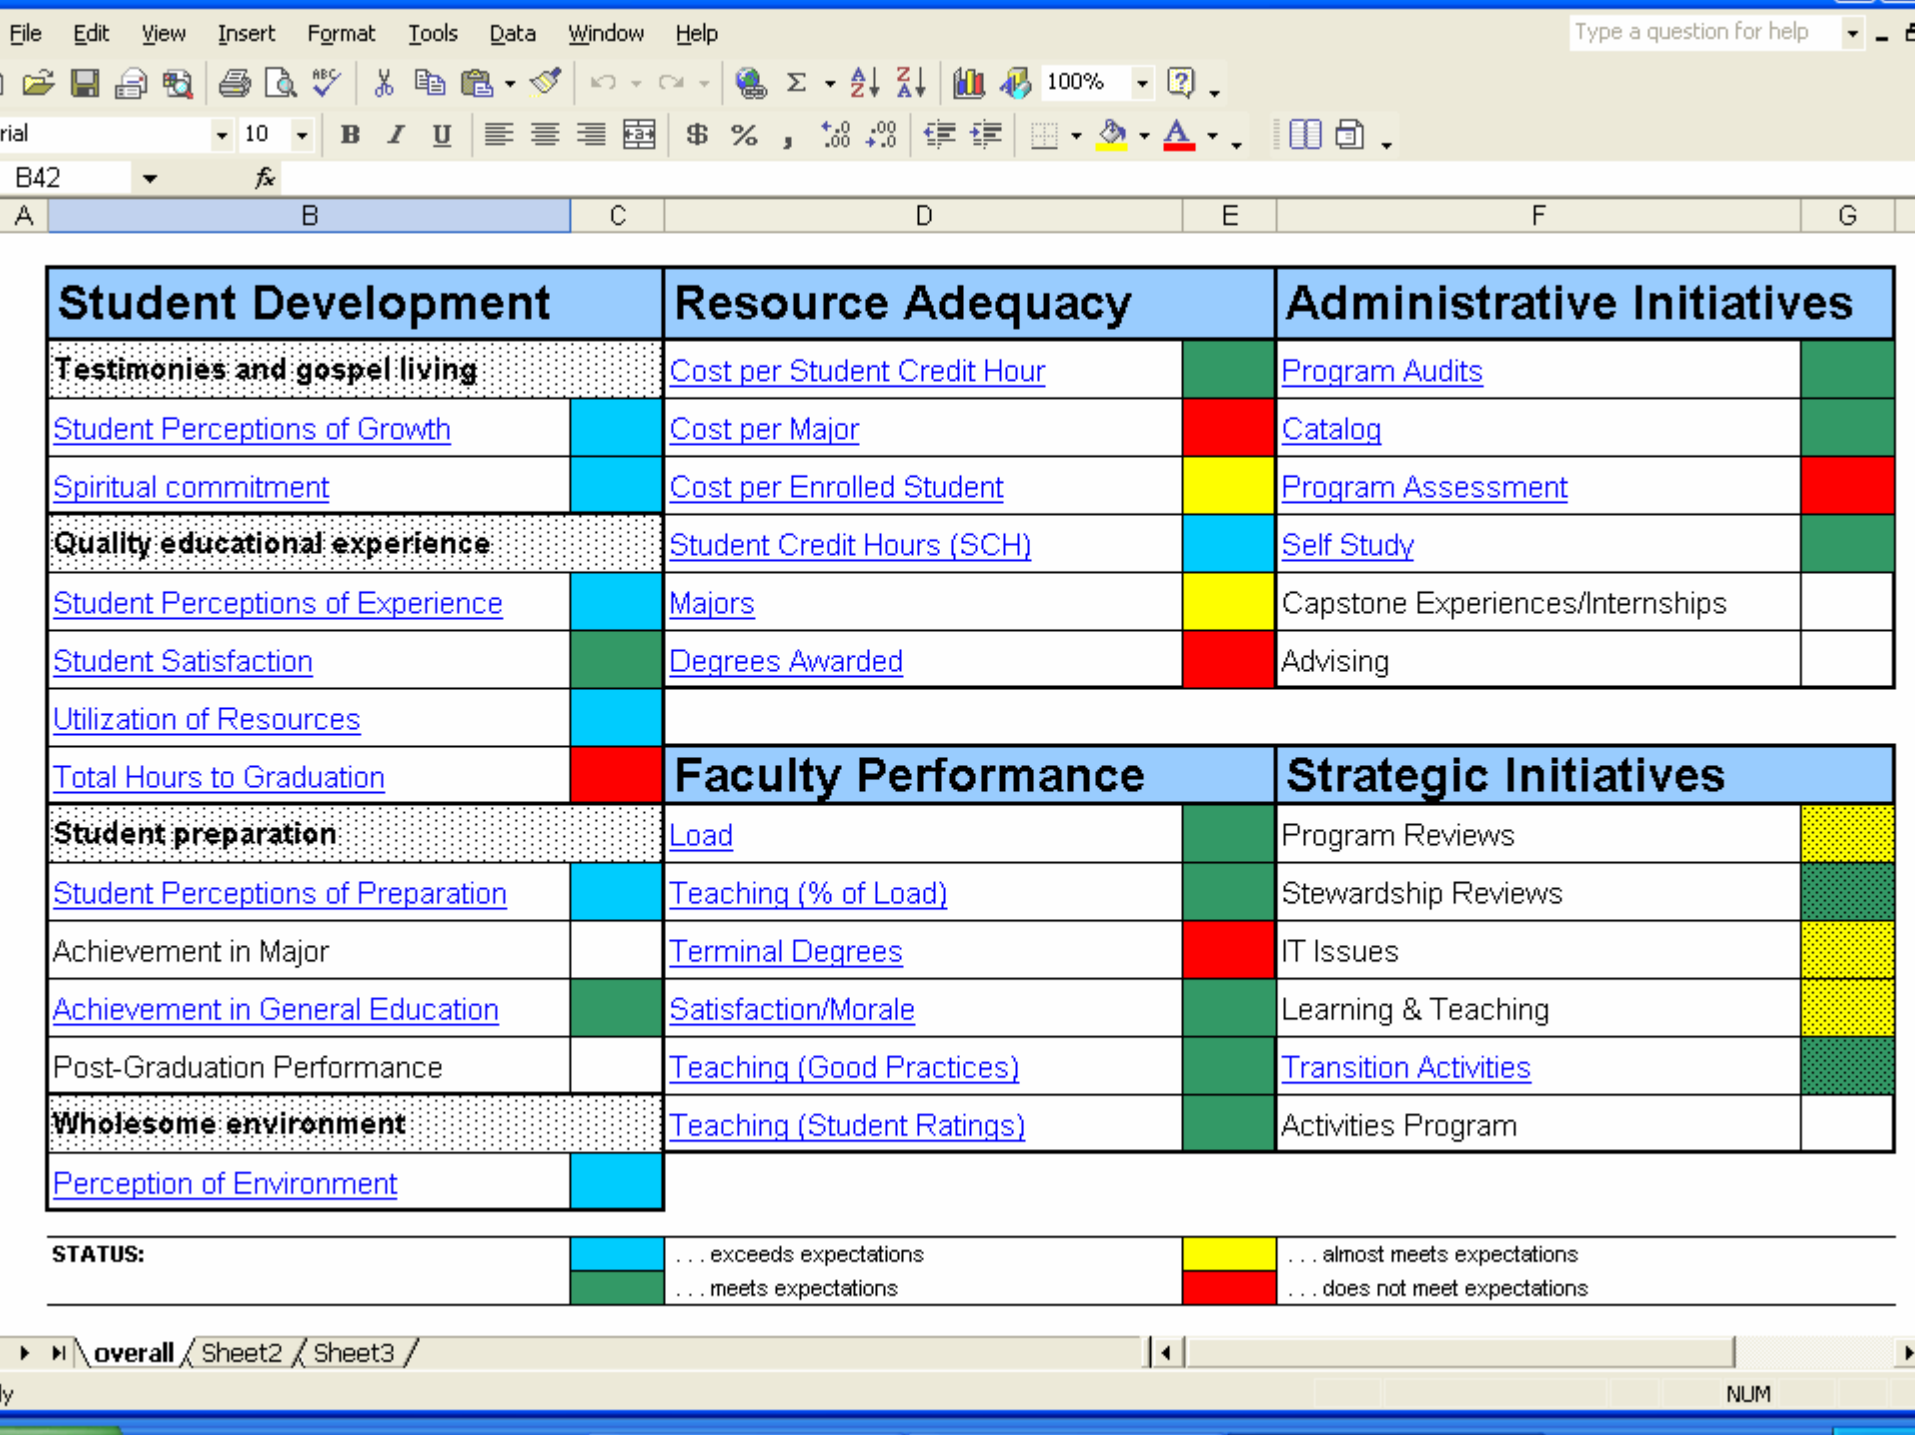 File Edit View Insert Format Tools Data Window Help Type a question for help
100%
10
B42 fx
A B C D E F G
Student Development Resource Adequacy Administrative Initiatives
Testimonies and gospel living Cost per Student Credit Hour Program Audits
Student Perceptions of Growth Cost per Major Catalog
Spiritual commitment Cost per Enrolled Student Program Assessment
Quality educational experience Student Credit Hours (SCH) Self Study
Student Perceptions of Experience Majors Capstone Experiences/Internships
Student Satisfaction Degrees Awarded Advising
Utilization of Resources
Total Hours to Graduation Faculty Performance Strategic Initiatives
Student preparation Load Program Reviews
Student Perceptions of Preparation Teaching (% of Load) Stewardship Reviews
Achievement in Major Terminal Degrees IT Issues
Achievement in General Education Satisfaction/Morale Learning & Teaching
Post-Graduation Performance Teaching (Good Practices) Transition Activities
Wholesome environment Teaching (Student Ratings) Activities Program
Perception of Environment
STATUS: . . . exceeds expectations . . . almost meets expectations
. . . meets expectations . . . does not meet expectations
overall Sheet2 Sheet3
NUM